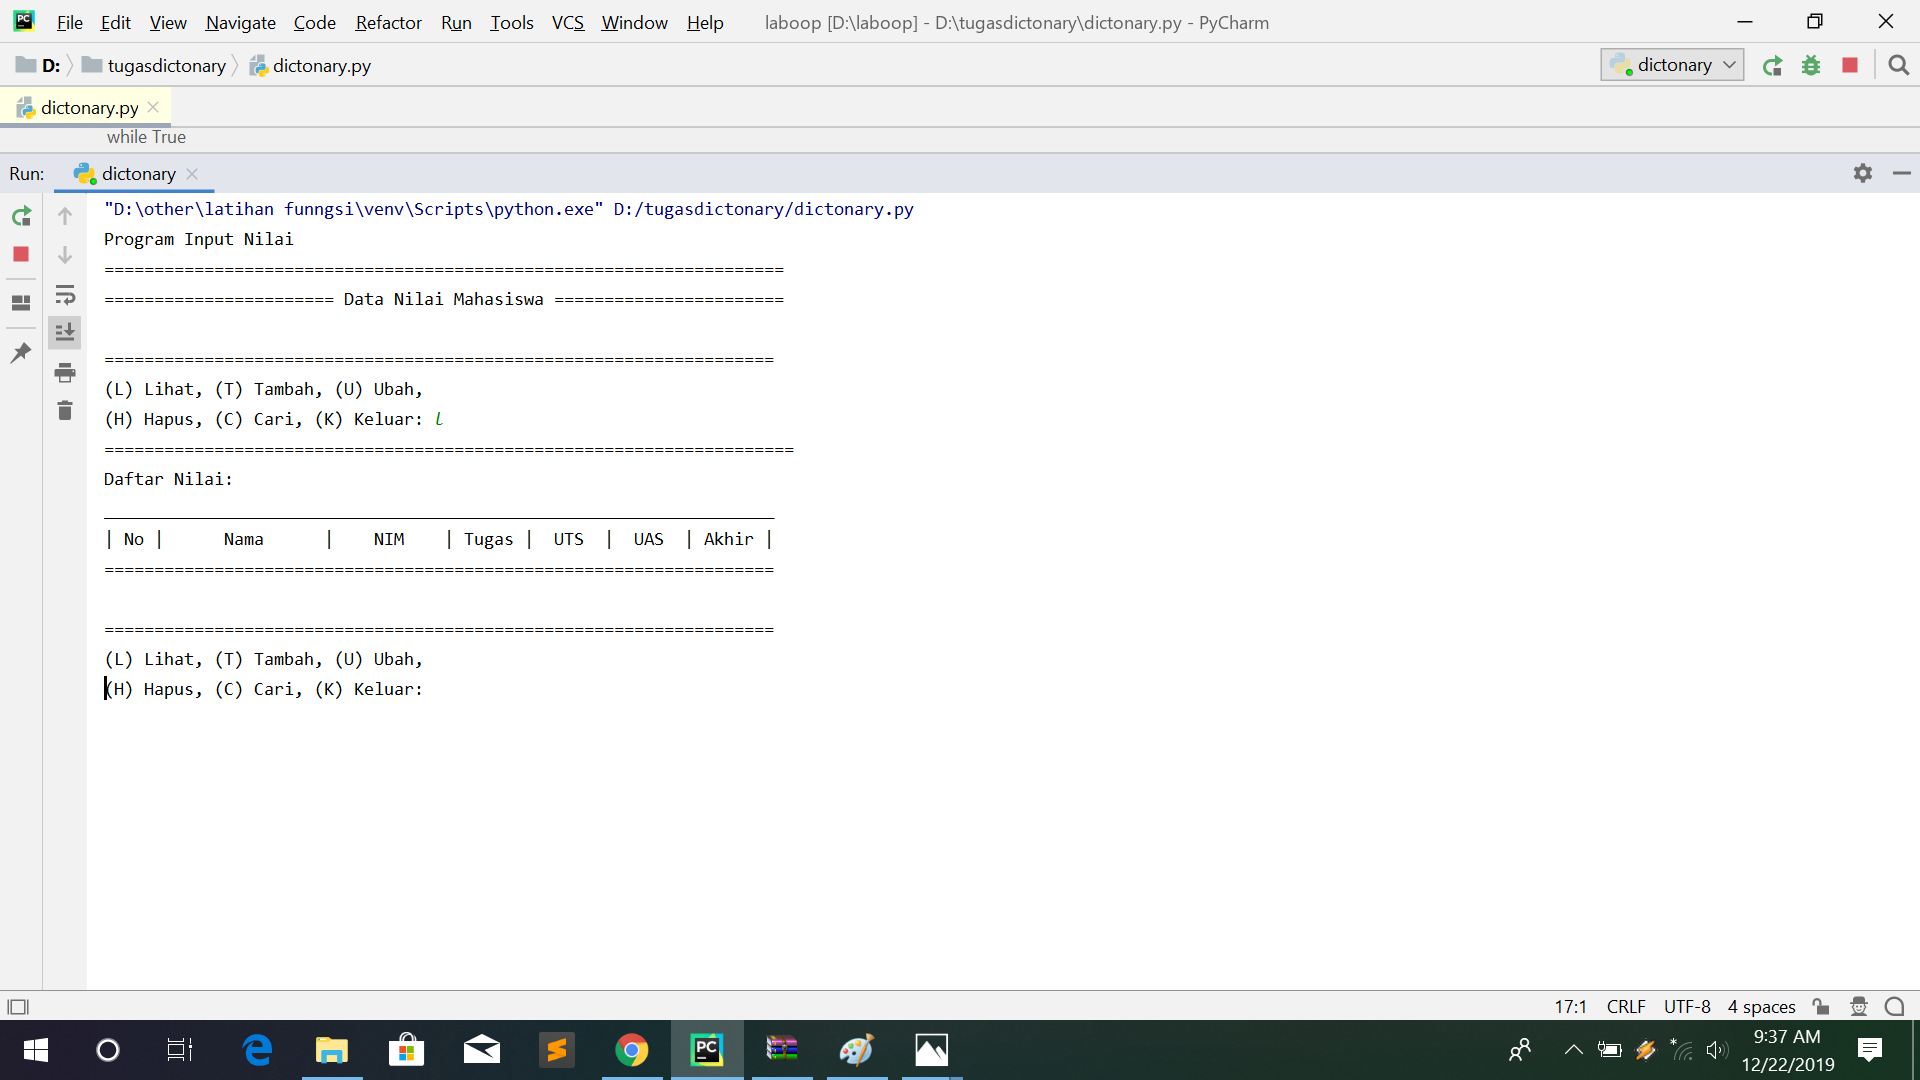 File Edit View Navigate Code Refactor Run Tools VCS Window Help laboop [D:\laboop] - D:\tugasdictonary\dictonary.py - PyCharm
D: tugasdictonary dictonary.py dictonary
dictonary.py
while True
Run: dictonary
"D:\other\latihan funngsi\venv\Scripts\python.exe" D:/tugasdictonary/dictonary.py
Program Input Nilai
====================================================================
======================= Data Nilai Mahasiswa =======================
===================================================================
(L) Lihat, (T) Tambah, (U) Ubah,
(H) Hapus, (C) Cari, (K) Keluar: l
=====================================================================
Daftar Nilai:
___________________________________________________________________
| No |      Nama      |    NIM    | Tugas |  UTS  |  UAS  | Akhir |
===================================================================
===================================================================
(L) Lihat, (T) Tambah, (U) Ubah,
(H) Hapus, (C) Cari, (K) Keluar:
17:1 CRLF UTF-8 4 spaces
9:37 AM
12/22/2019